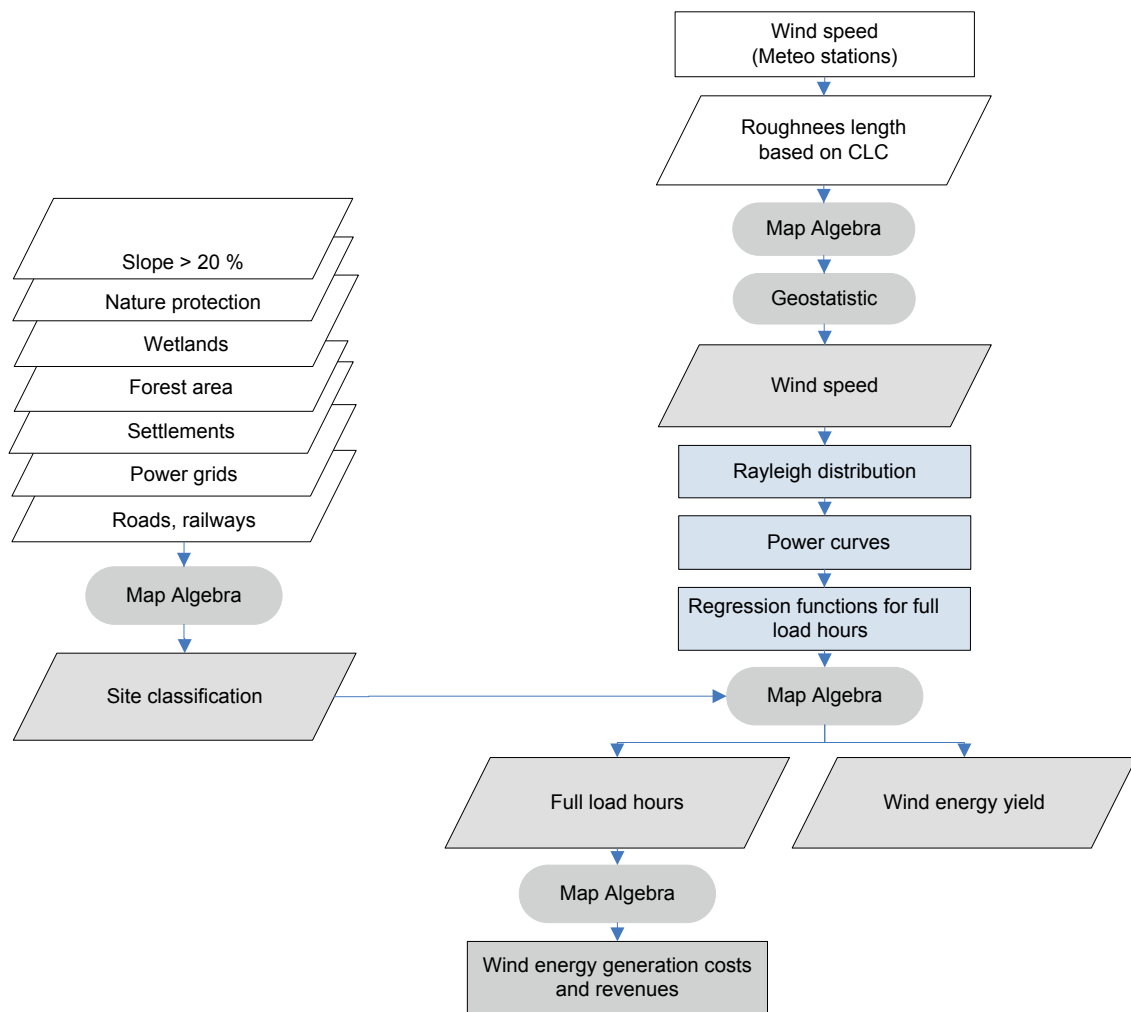 Wind speed
(Meteo stations)
Roughnees length
based on CLC
Map Algebra
Geostatistic
Wind speed
Rayleigh distribution
Power curves
Regression functions for full
load hours
Slope > 20 %
Nature protection
Wetlands
Forest area
Settlements
Power grids
Roads, railways
Map Algebra
Site classification
Map Algebra
Full load hours
Wind energy yield
Map Algebra
Wind energy generation costs
and revenues